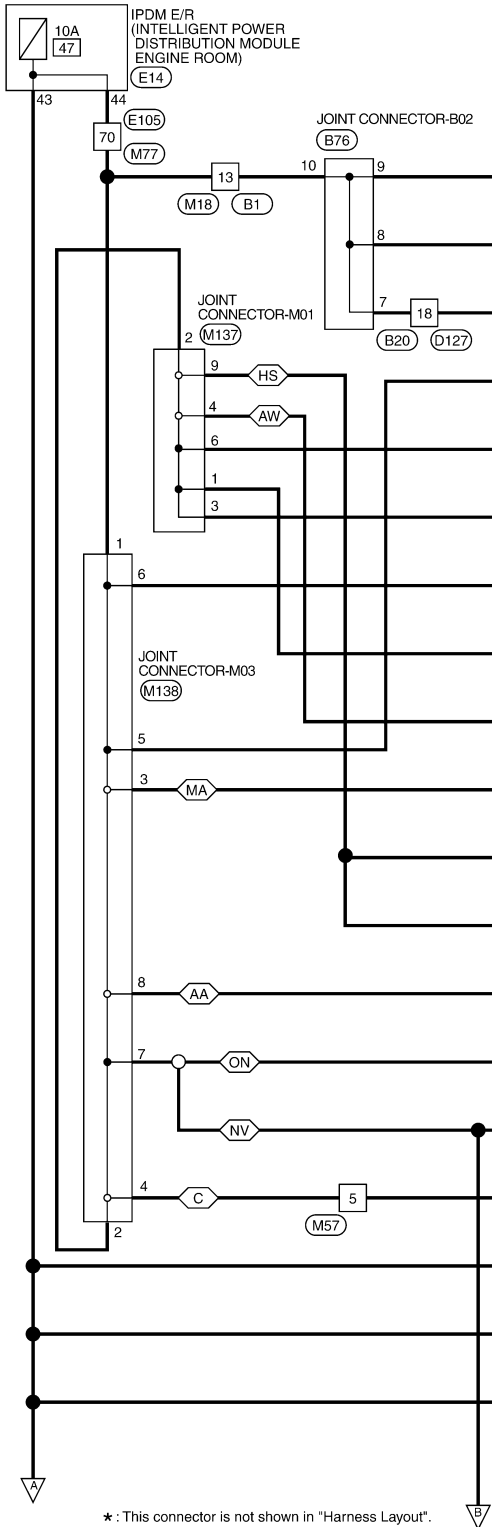 IPDM E/R
(INTELLIGENT POWER
DISTRIBUTION MODULE
ENGINE ROOM)
10A
47
E14
43
44
E105
70
M77
JOINT CONNECTOR-B02
B76
10
9
13
M18
B1
8
7
18
B20
D127
JOINT
CONNECTOR-M01
M137
2
9
HS
4
AW
6
1
3
1
6
JOINT
CONNECTOR-M03
M138
5
3
MA
8
AA
7
ON
NV
4
C
5
M57
2
A
B
* : This connector is not shown in "Harness Layout".